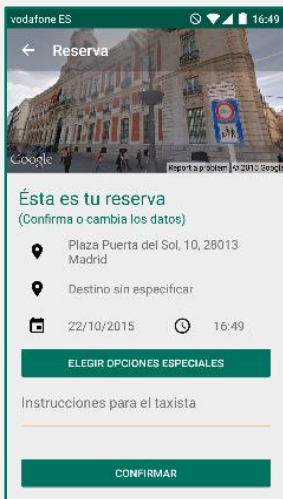 vodafone ES 16:49
Reserva
Google
Report a problem © 2015 Google
Ésta es tu reserva
(Confirma o cambia los datos)
Plaza Puerta del Sol, 10, 28013
Madrid
Destino sin especificar
22/10/2015 16:49
ELEGIR OPCIONES ESPECIALES
Instrucciones para el taxista
CONFIRMAR